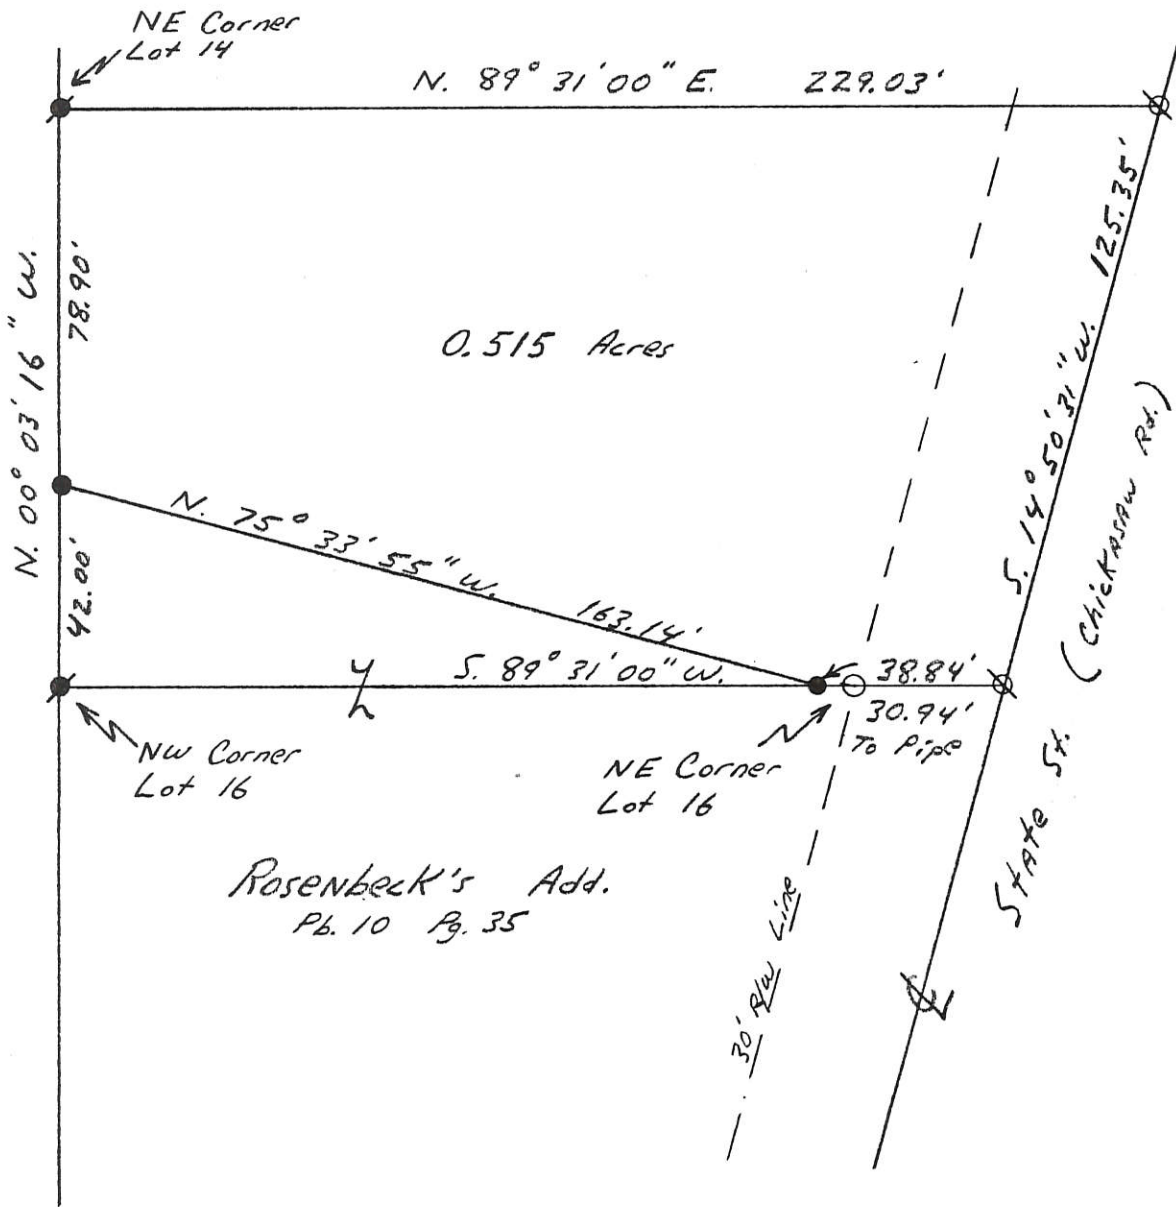 NE Corner
Lot 14
N. 89° 31' 00" E. 229.03'
N. 00° 03' 16" W.
78.90'
125.35'
0.515 Acres
S. 14° 50' 31" W.
(Chickasaw Rd.)
N. 75° 33' 55" W. 163.14'
42.00'
S. 89° 31' 00" W. 38.84'
30.94'
To Pipe
NW Corner
Lot 16
NE Corner
Lot 16
State St.
Rosenbeck's Add.
Pb. 10 Pg. 35
30' R/W Line